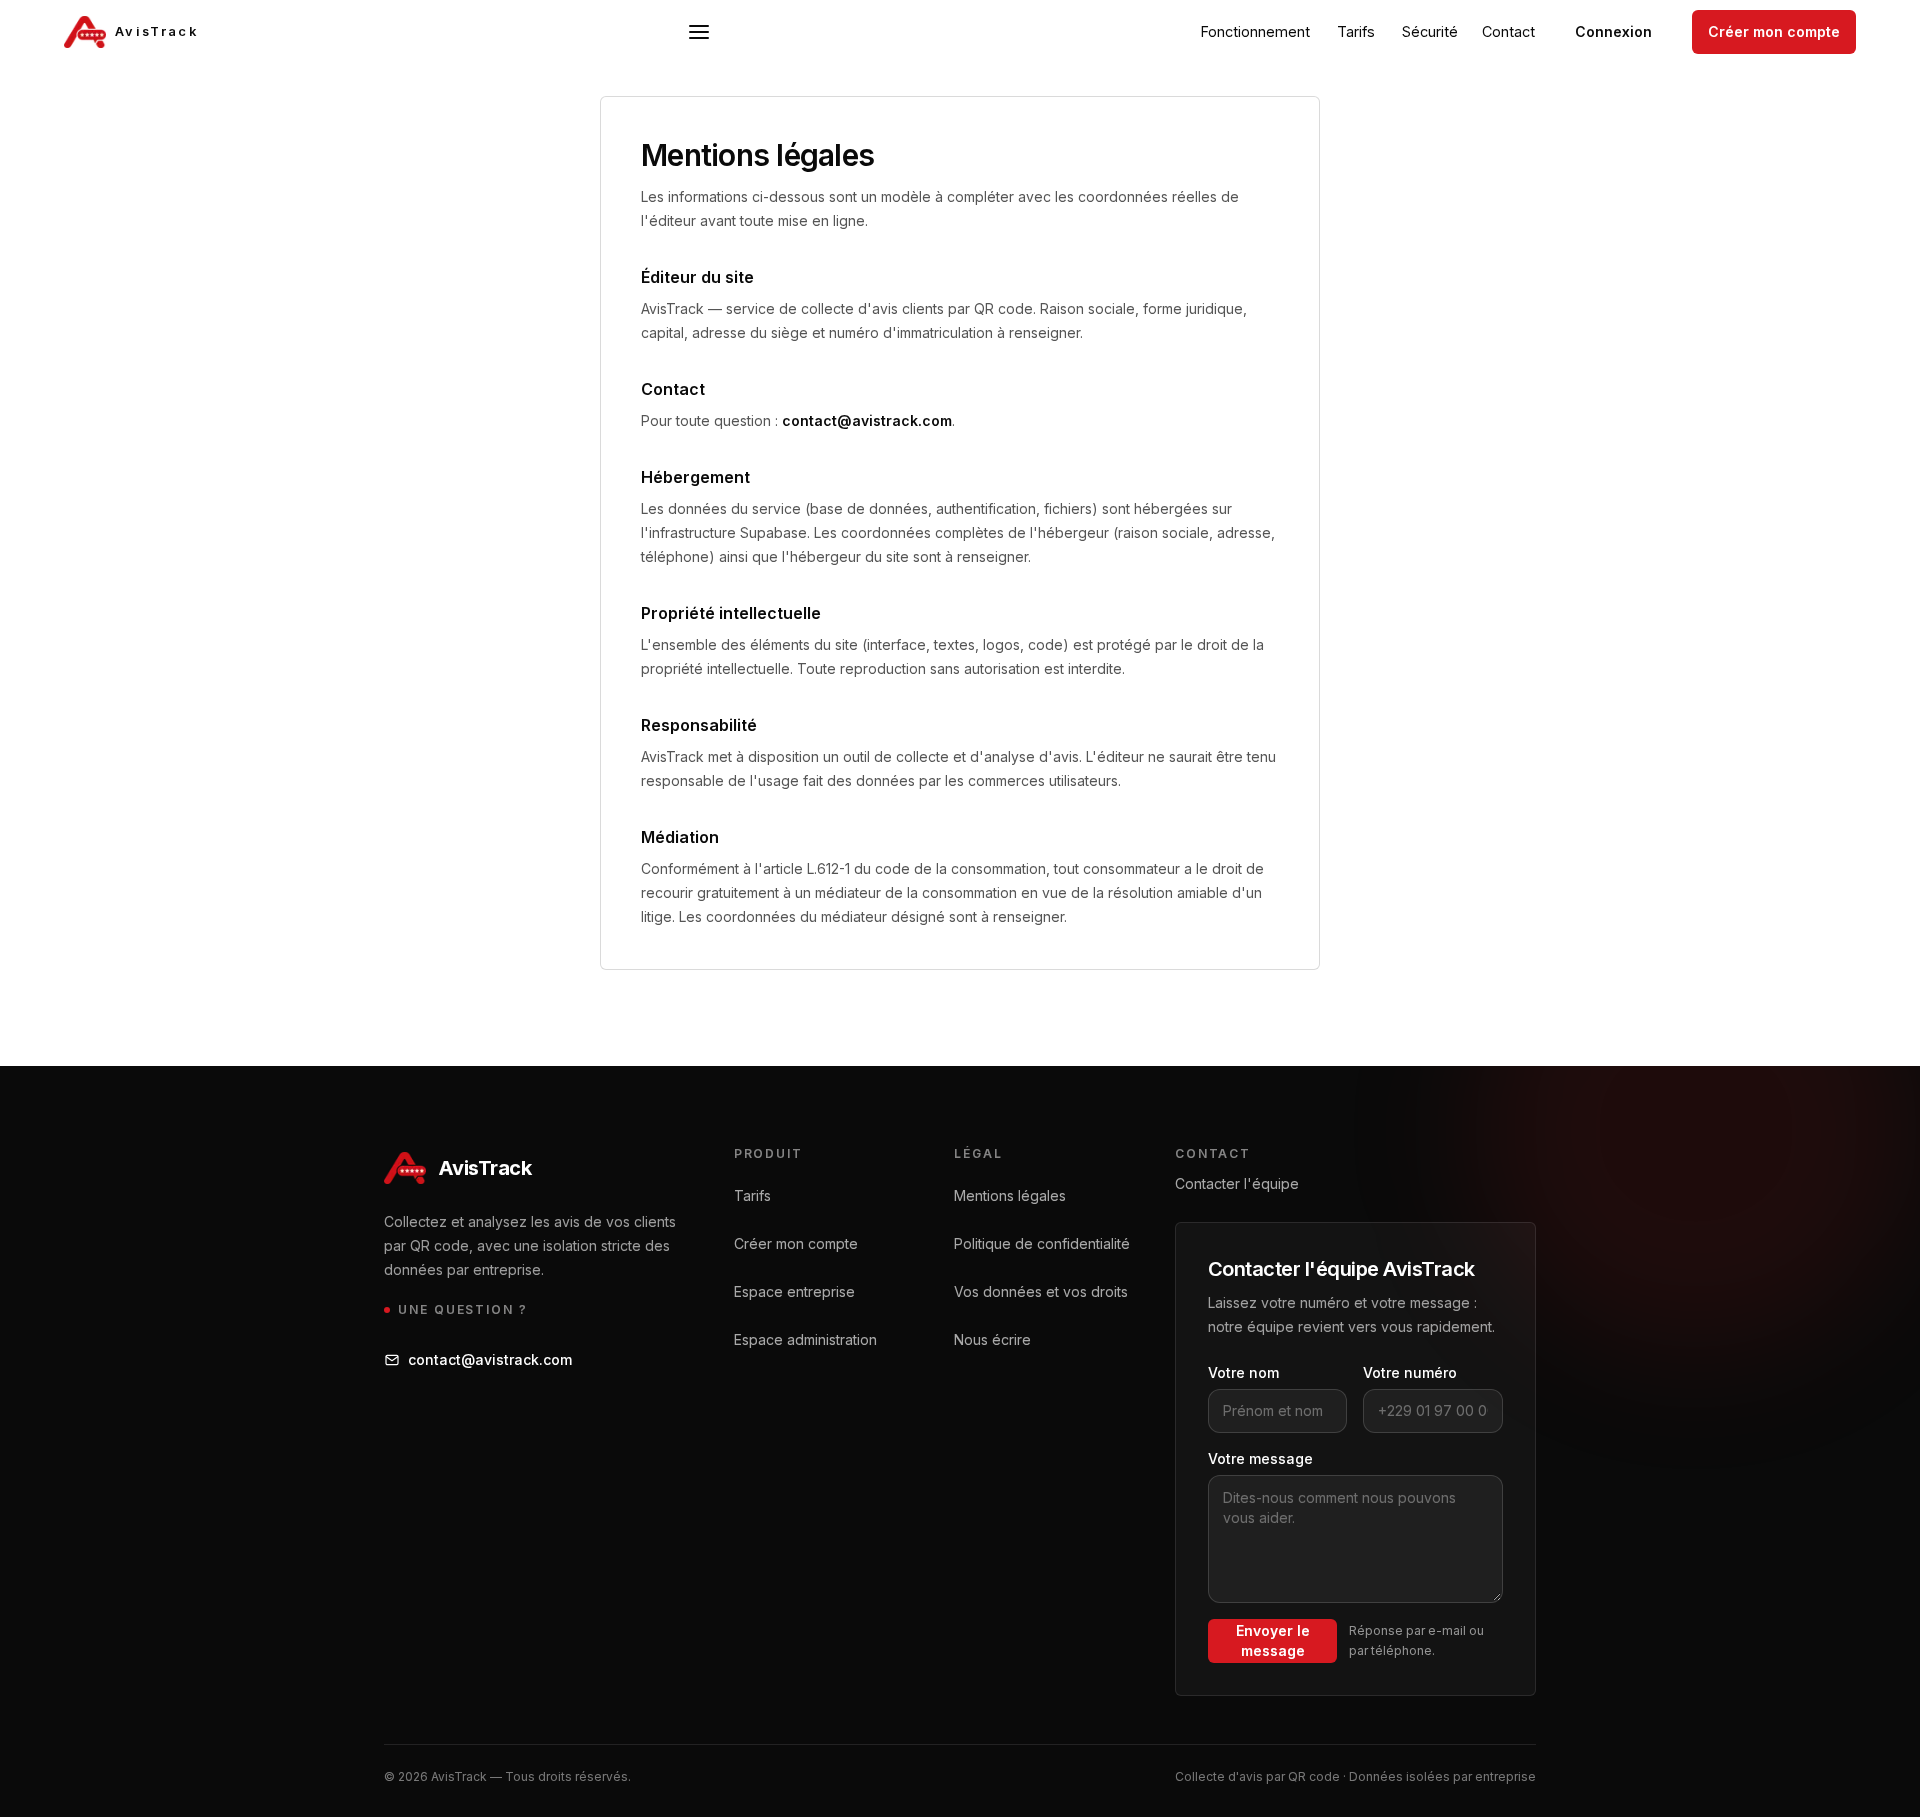 AvisTrack
Fonctionnement
Tarifs
Sécurité
Contact
Connexion
Créer mon compte
Mentions légales
Les informations ci-dessous sont un modèle à compléter avec les coordonnées réelles de
l'éditeur avant toute mise en ligne.
Éditeur du site
AvisTrack — service de collecte d'avis clients par QR code. Raison sociale, forme juridique,
capital, adresse du siège et numéro d'immatriculation à renseigner.
Contact
Pour toute question : contact@avistrack.com.
Hébergement
Les données du service (base de données, authentification, fichiers) sont hébergées sur
l'infrastructure Supabase. Les coordonnées complètes de l'hébergeur (raison sociale, adresse,
téléphone) ainsi que l'hébergeur du site sont à renseigner.
Propriété intellectuelle
L'ensemble des éléments du site (interface, textes, logos, code) est protégé par le droit de la
propriété intellectuelle. Toute reproduction sans autorisation est interdite.
Responsabilité
AvisTrack met à disposition un outil de collecte et d'analyse d'avis. L'éditeur ne saurait être tenu
responsable de l'usage fait des données par les commerces utilisateurs.
Médiation
Conformément à l'article L.612-1 du code de la consommation, tout consommateur a le droit de
recourir gratuitement à un médiateur de la consommation en vue de la résolution amiable d'un
litige. Les coordonnées du médiateur désigné sont à renseigner.
AvisTrack
Collectez et analysez les avis de vos clients
par QR code, avec une isolation stricte des
données par entreprise.
UNE QUESTION ?
contact@avistrack.com
PRODUIT
Tarifs
Créer mon compte
Espace entreprise
Espace administration
LÉGAL
Mentions légales
Politique de confidentialité
Vos données et vos droits
Nous écrire
CONTACT
Contacter l'équipe
Contacter l'équipe AvisTrack
Laissez votre numéro et votre message :
notre équipe revient vers vous rapidement.
Votre nom
Votre numéro
Prénom et nom
+229 01 97 00 0
Votre message
Dites-nous comment nous pouvons
vous aider.
Envoyer le
message
Réponse par e-mail ou
par téléphone.
© 2026 AvisTrack — Tous droits réservés.
Collecte d'avis par QR code · Données isolées par entreprise